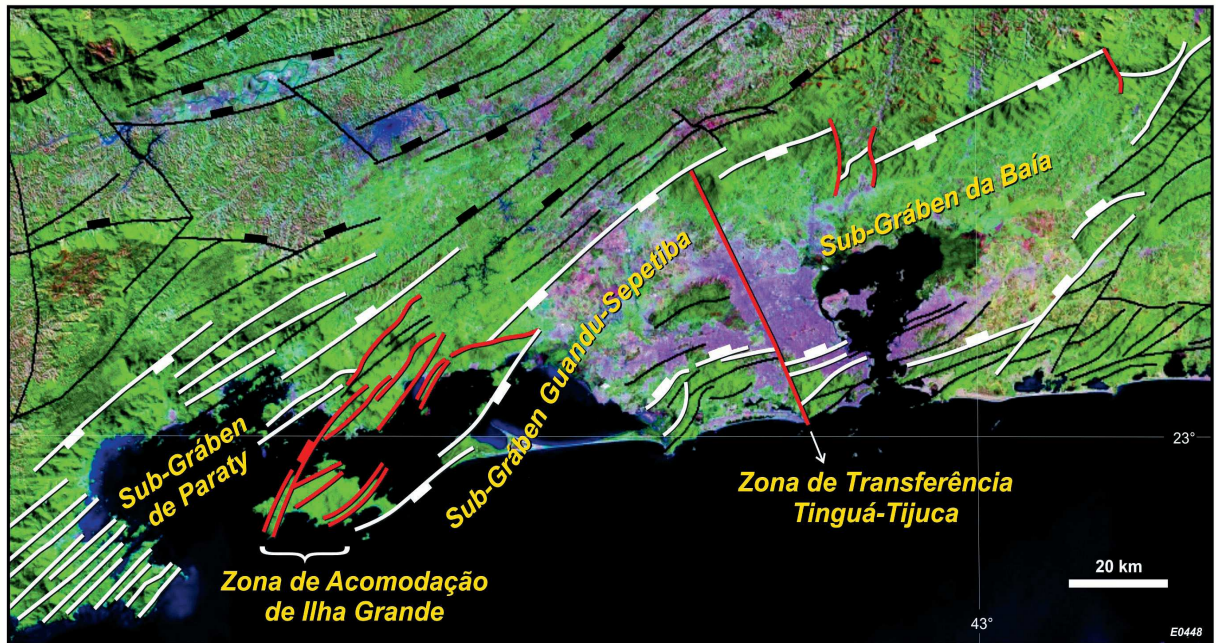 Sub-Gráben da Baía
Sub-Gráben Guandu-Sepetiba
Sub-Gráben
de Paraty
23°
Zona de Transferência
Tinguá-Tijuca
Zona de Acomodação
de Ilha Grande
20 km
43°
E0448